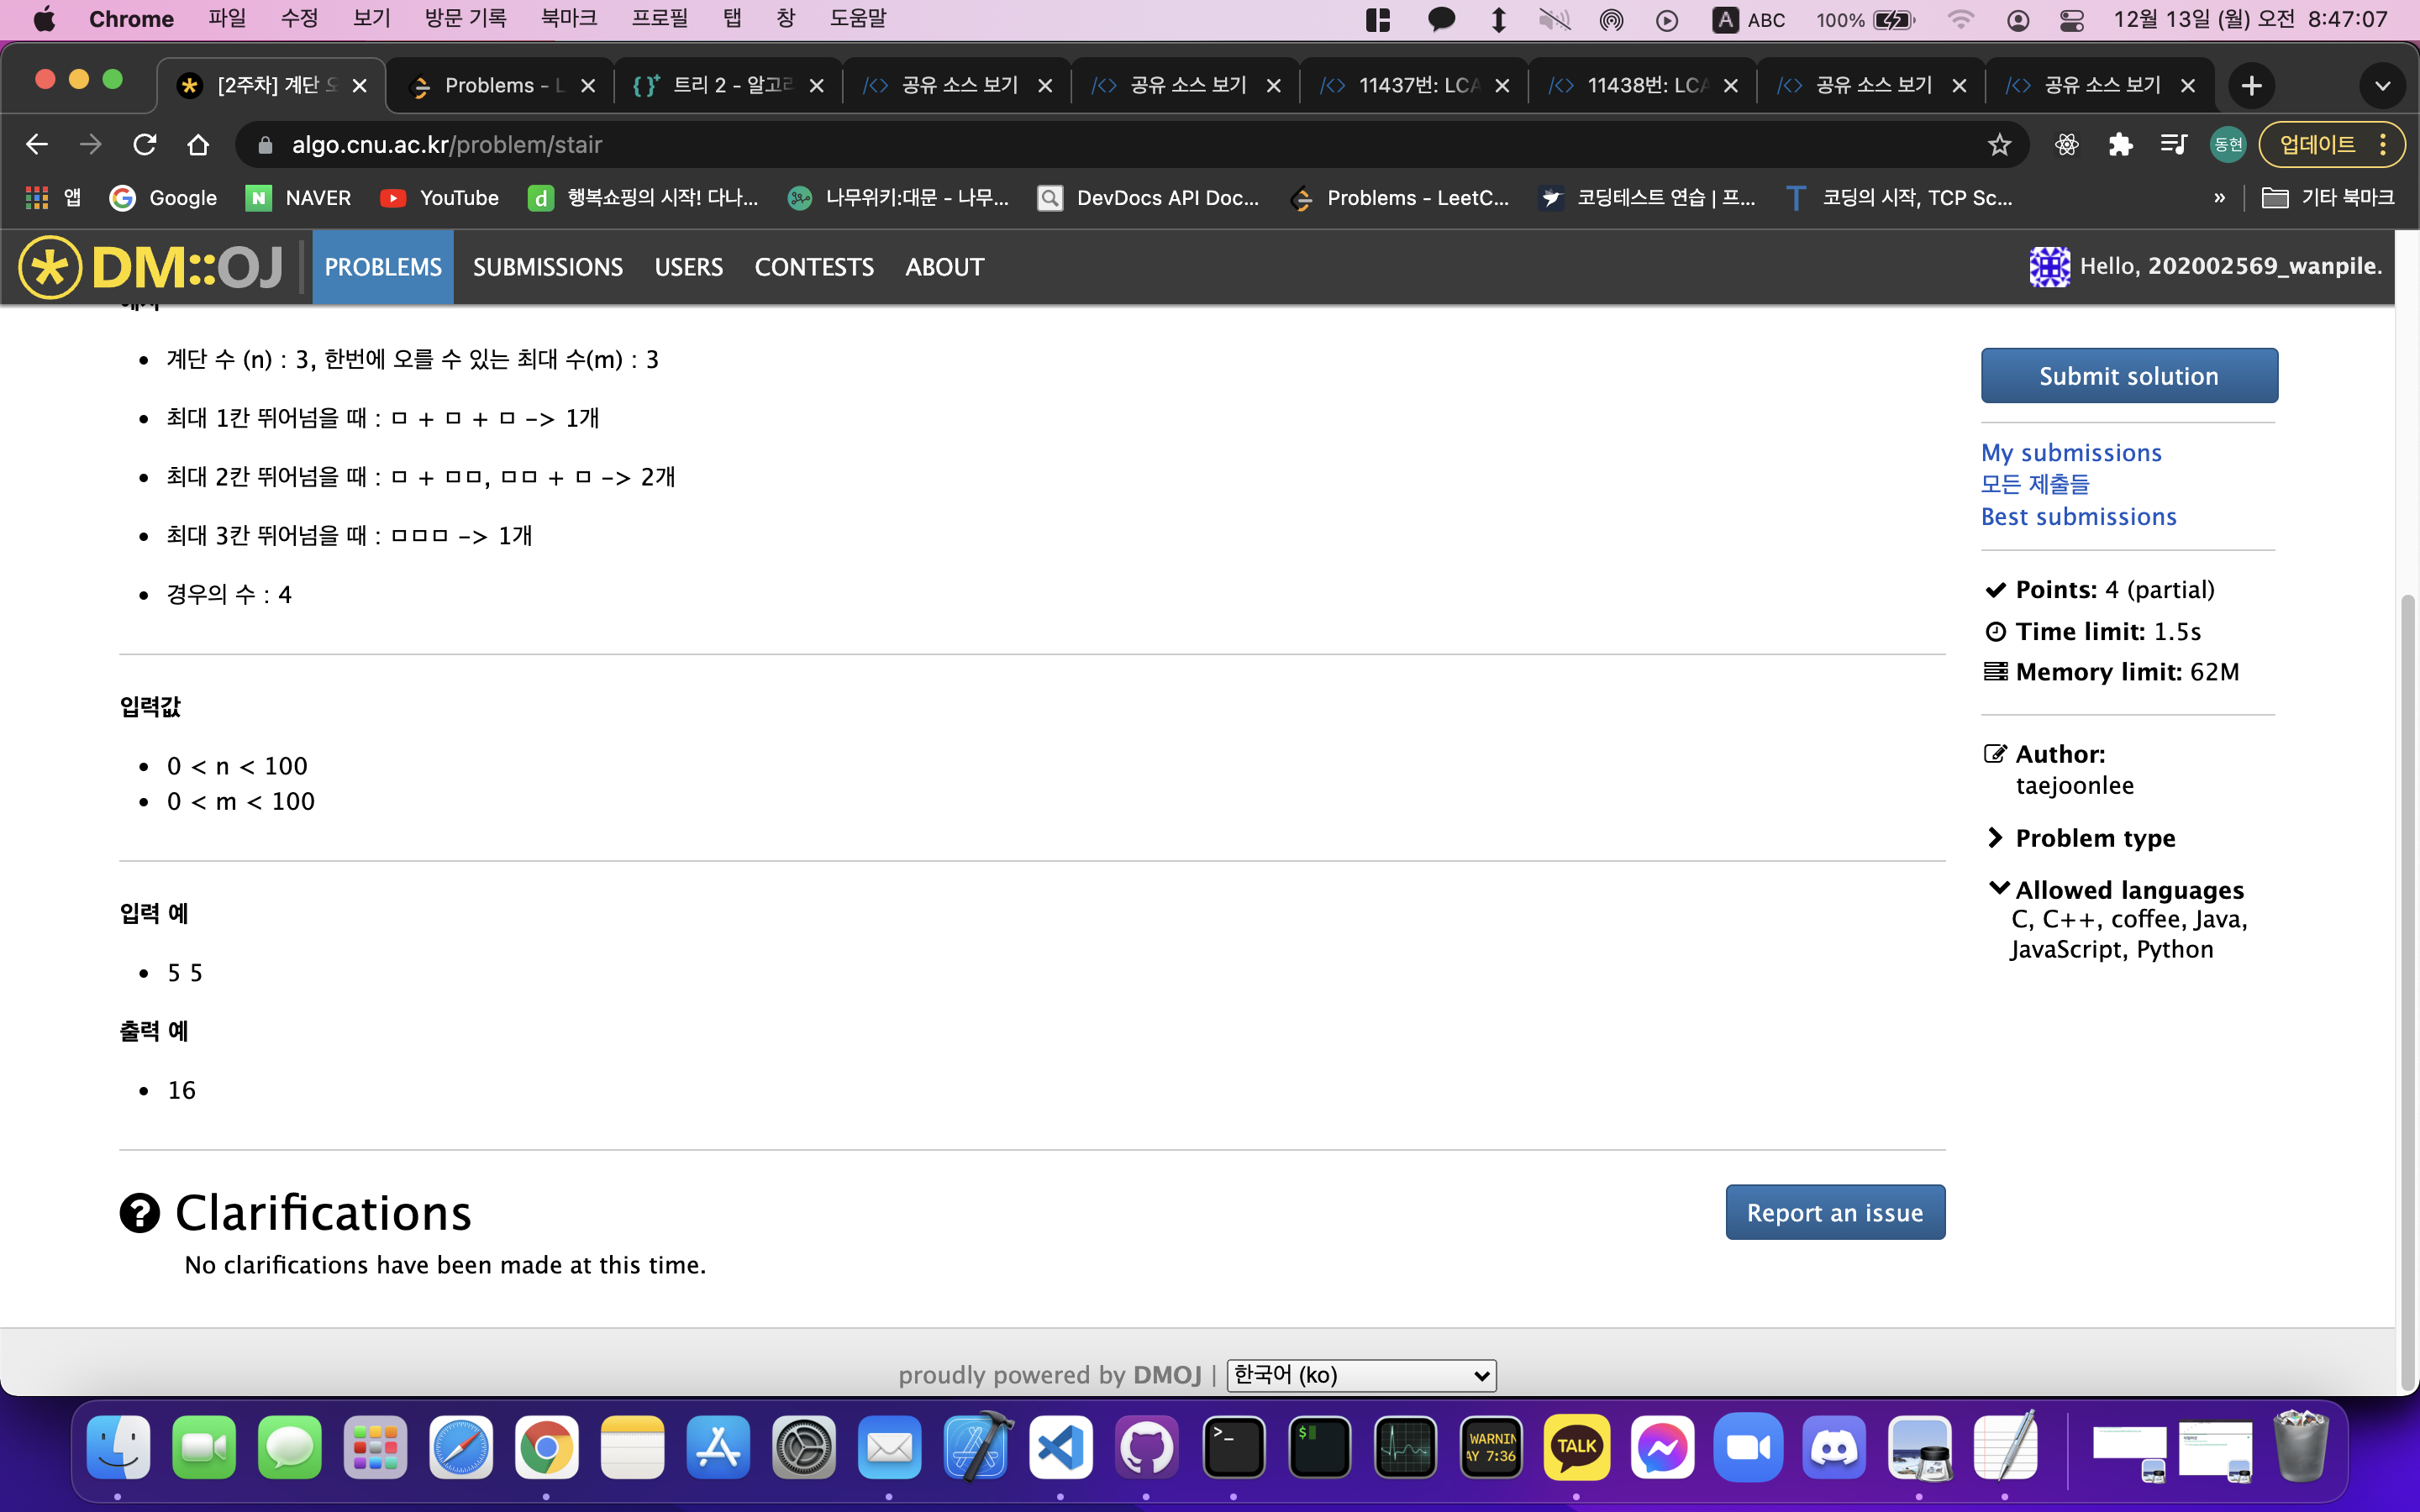 Chrome 파일 수정 보기 방문 기록 북마크 프로필 탭 창 도움말 A ABC 100% 12월 13일 (월) 오전 8:47:07
[2주차] 계단 Problems - L 트리 2 - 알고 공유 소스 보기 공유 소스 보기 11437번: LCA 11438번: LCA 공유 소스 보기 공유 소스 보기
algo.cnu.ac.kr/problem/stair 동현 업데이트
앱 Google NAVER YouTube 행복쇼핑의 시작! 다나... 나무위키:대문 - 나무... DevDocs API Doc... Problems - LeetC... 코딩테스트 연습 | 프... 코딩의 시작, TCP Sc... » 기타 북마크
DM::OJ PROBLEMS SUBMISSIONS USERS CONTESTS ABOUT Hello, 202002569_wanpile.
• 계단 수 (n) : 3, 한번에 오를 수 있는 최대 수(m) : 3
• 최대 1칸 뛰어넘을 때 : ㅁ + ㅁ + ㅁ -> 1개
• 최대 2칸 뛰어넘을 때 : ㅁ + ㅁㅁ, ㅁㅁ + ㅁ -> 2개
• 최대 3칸 뛰어넘을 때 : ㅁㅁㅁ -> 1개
• 경우의 수 : 4
입력값
• 0 < n < 100
• 0 < m < 100
입력 예
• 5 5
출력 예
• 16
Clarifications
Report an issue
No clarifications have been made at this time.
Submit solution
My submissions
모든 제출들
Best submissions
Points: 4 (partial)
Time limit: 1.5s
Memory limit: 62M
Author:
taejoonlee
Problem type
Allowed languages
C, C++, coffee, Java,
JavaScript, Python
proudly powered by DMOJ | 한국어 (ko)
>_ $ WARNIN
AY 7:36 TALK